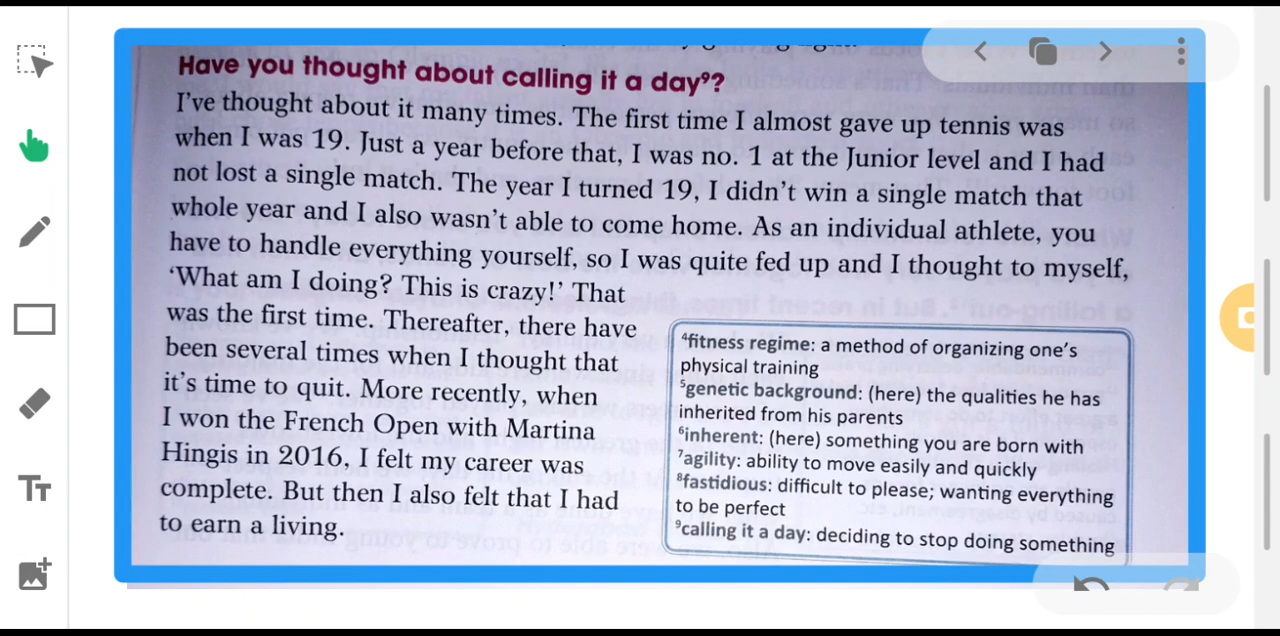 Have you thought about calling it a day⁹?
I've thought about it many times. The first time I almost gave up tennis was
when I was 19. Just a year before that, I was no. 1 at the Junior level and I had
not lost a single match. The year I turned 19, I didn't win a single match that
whole year and I also wasn't able to come home. As an individual athlete, you
have to handle everything yourself, so I was quite fed up and I thought to myself,
'What am I doing? This is crazy!' That
was the first time. Thereafter, there have
been several times when I thought that
it's time to quit. More recently, when
I won the French Open with Martina
Hingis in 2016, I felt my career was
complete. But then I also felt that I had
to earn a living.
⁴fitness regime: a method of organizing one's
physical training
⁵genetic background: (here) the qualities he has
inherited from his parents
⁶inherent: (here) something you are born with
⁷agility: ability to move easily and quickly
⁸fastidious: difficult to please; wanting everything
to be perfect
⁹calling it a day: deciding to stop doing something
TT